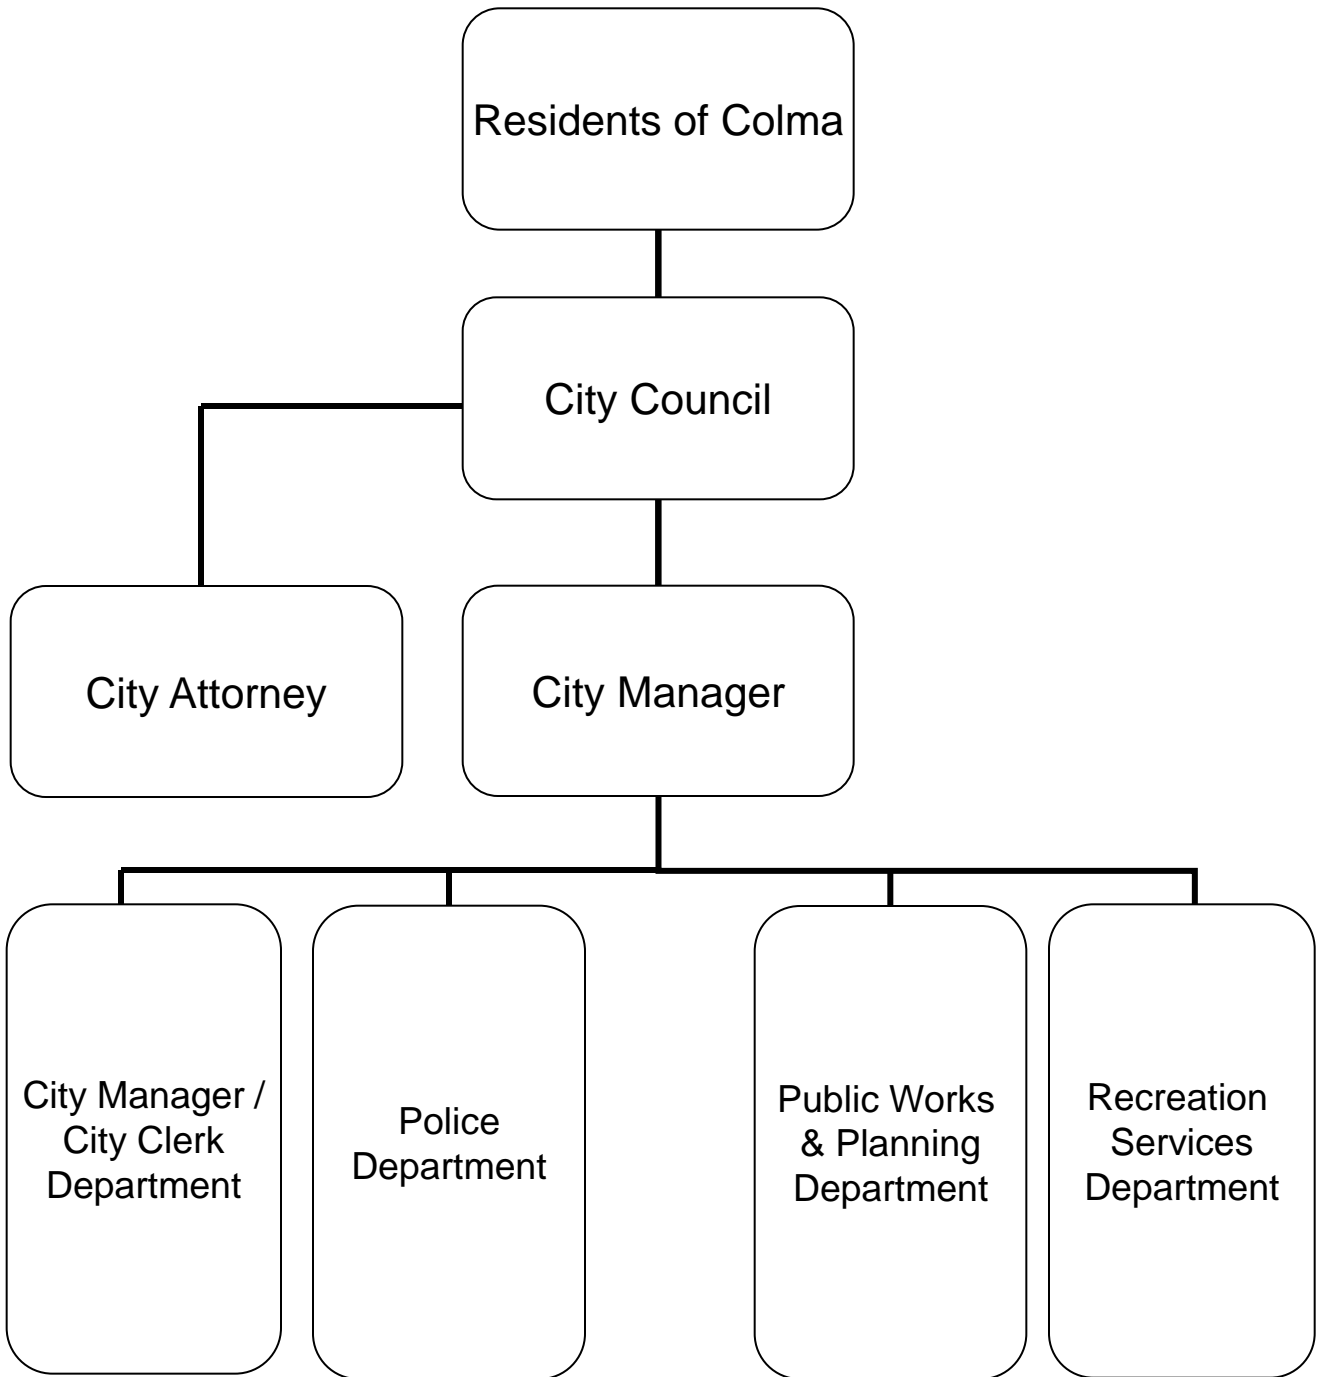 Residents of Colma
City Council
City Attorney
City Manager
City Manager /
City Clerk
Department
Police
Department
Public Works
& Planning
Department
Recreation
Services
Department